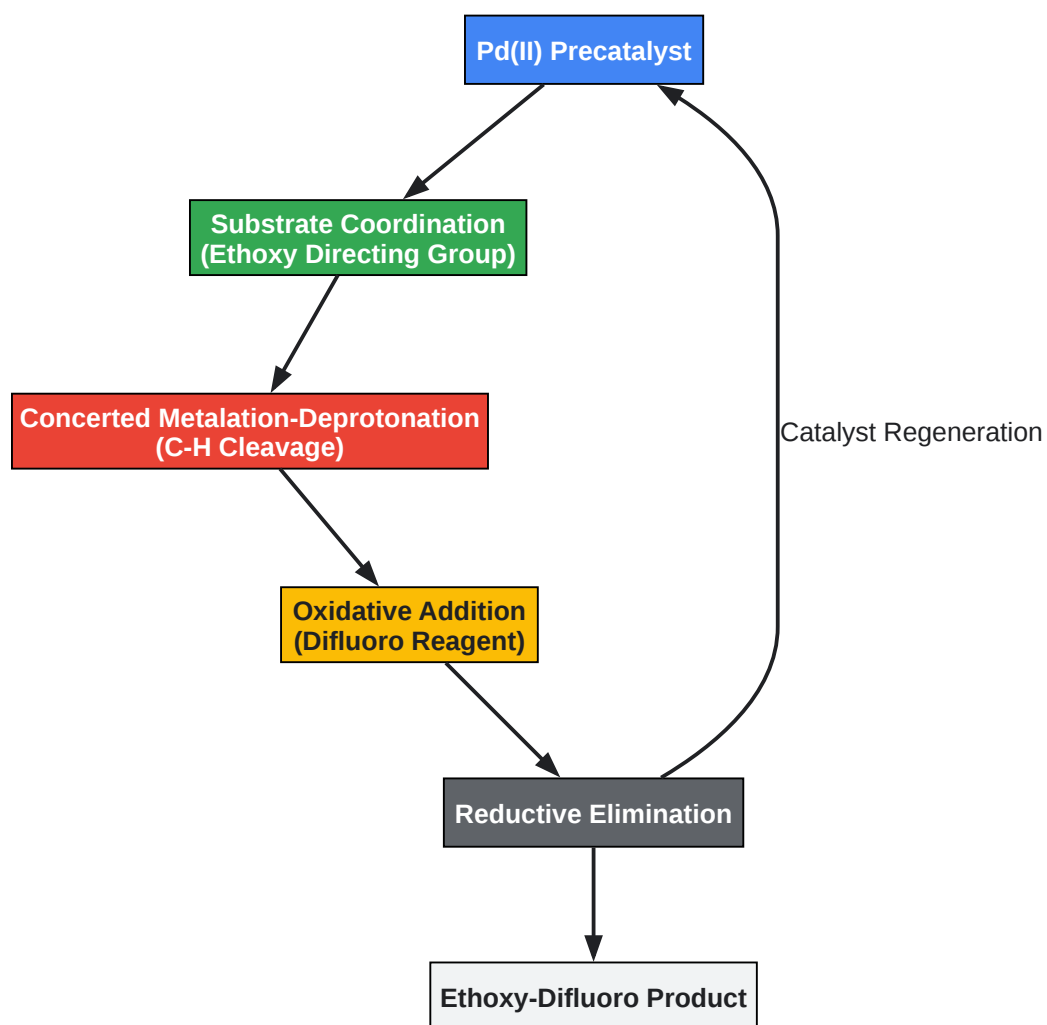 Pd(II) Precatalyst
Substrate Coordination
(Ethoxy Directing Group)
Concerted Metalation-Deprotonation
(C-H Cleavage)
Catalyst Regeneration
Oxidative Addition
(Difluoro Reagent)
Reductive Elimination
Ethoxy-Difluoro Product